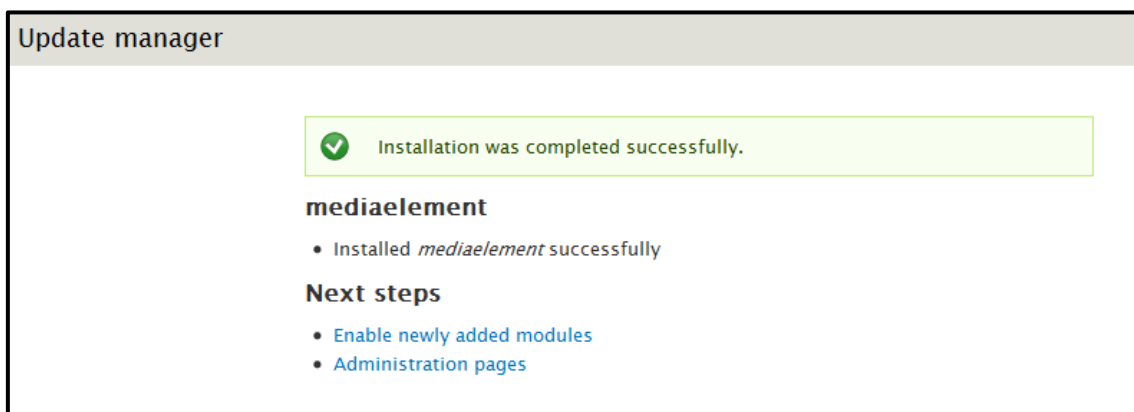 Update manager
Installation was completed successfully.
mediaelement
Installed mediaelement successfully
Next steps
Enable newly added modules
Administration pages